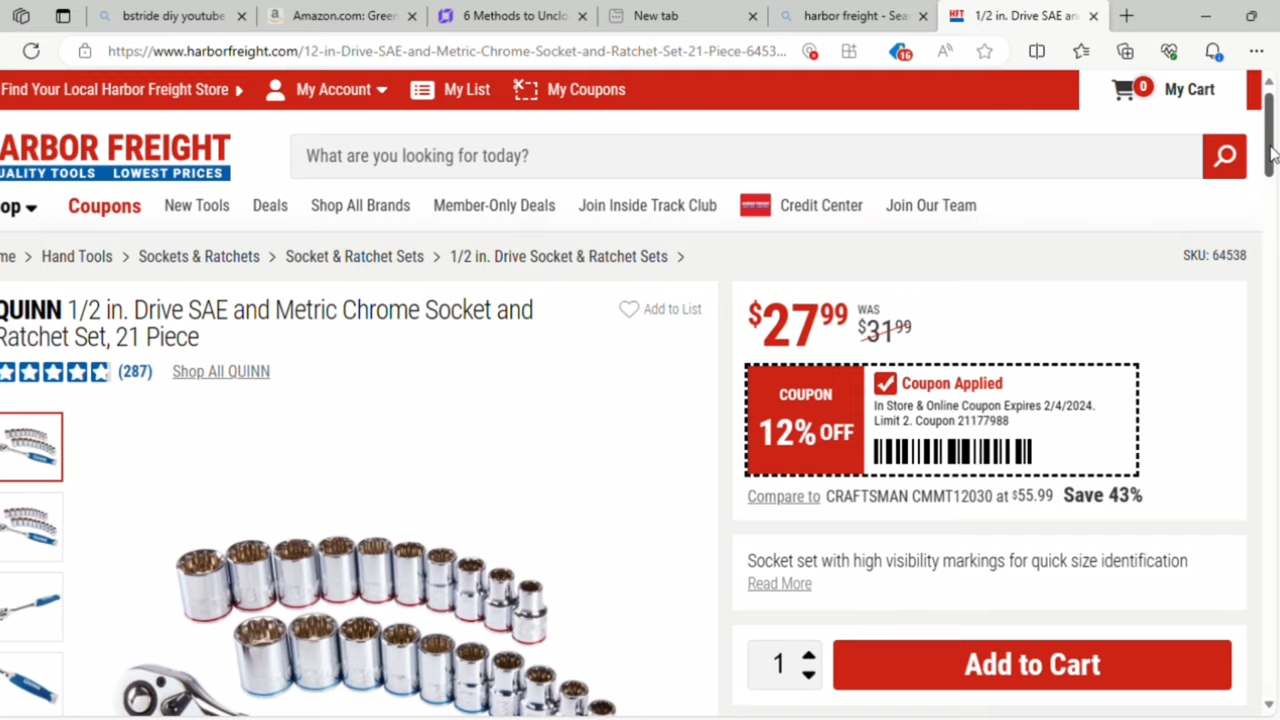 bstride diy youtube
Amazon.com: Green
6 Methods to Unclo
New tab
harbor freight - Sea
HFT
1/2 in. Drive SAE an
https://www.harborfreight.com/12-in-Drive-SAE-and-Metric-Chrome-Socket-and-Ratchet-Set-21-Piece-6453...
16
Find Your Local Harbor Freight Store
My Account
My List
My Coupons
0
My Cart
ARBOR FREIGHT
UALITY TOOLS LOWEST PRICES
What are you looking for today?
op
Coupons
New Tools
Deals
Shop All Brands
Member-Only Deals
Join Inside Track Club
Credit Center
Join Our Team
me > Hand Tools > Sockets & Ratchets > Socket & Ratchet Sets > 1/2 in. Drive Socket & Ratchet Sets >
SKU: 64538
QUINN 1/2 in. Drive SAE and Metric Chrome Socket and
Ratchet Set, 21 Piece
Add to List
(287)
Shop All QUINN
$27.99
WAS
$31.99
COUPON
12% OFF
Coupon Applied
In Store & Online Coupon Expires 2/4/2024.
Limit 2. Coupon 21177988
Compare to CRAFTSMAN CMMT12030 at $55.99 Save 43%
Socket set with high visibility markings for quick size identification
Read More
1
Add to Cart